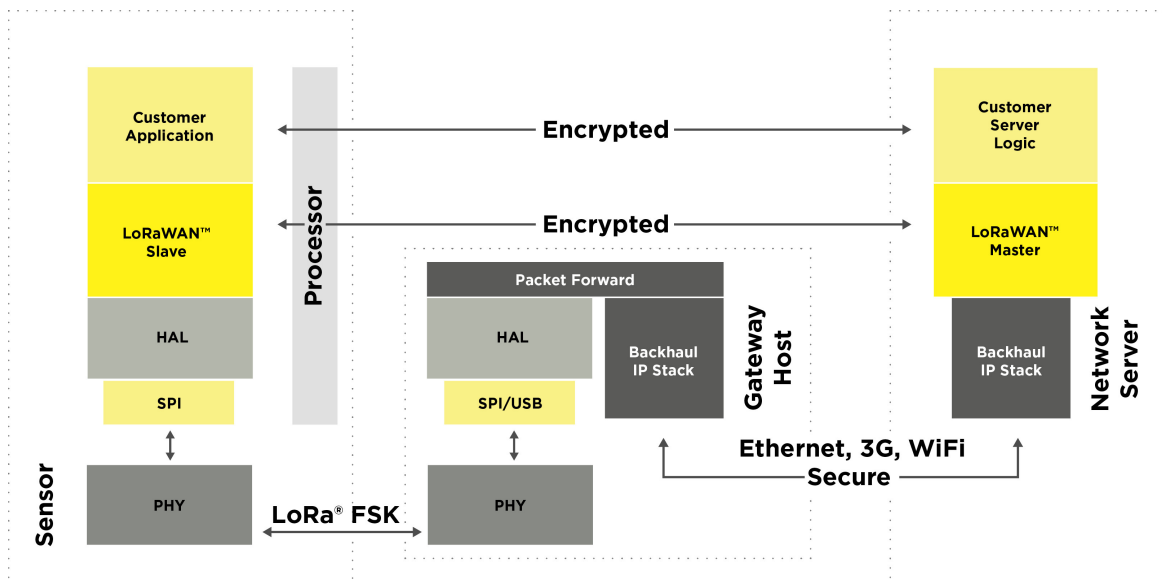 Customer
Application
LoRaWAN™
Slave
HAL
SPI
PHY
Sensor
Processor
Encrypted
Encrypted
LoRa® FSK
Packet Forward
HAL
SPI/USB
PHY
Backhaul
IP Stack
Gateway
Host
Ethernet, 3G, WiFi
Secure
Customer
Server
Logic
LoRaWAN™
Master
Backhaul
IP Stack
Network
Server